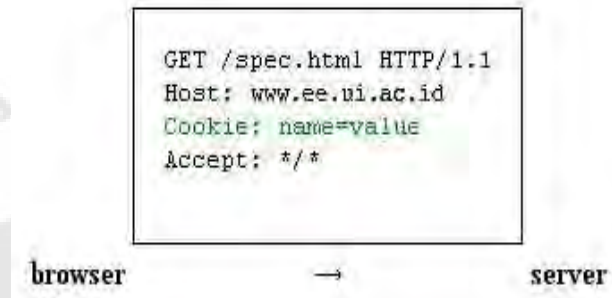 GET /spec.html HTTP/1.1
Host: www.ee.ui.ac.id
Cookie: name=value
Accept: */*
browser → server